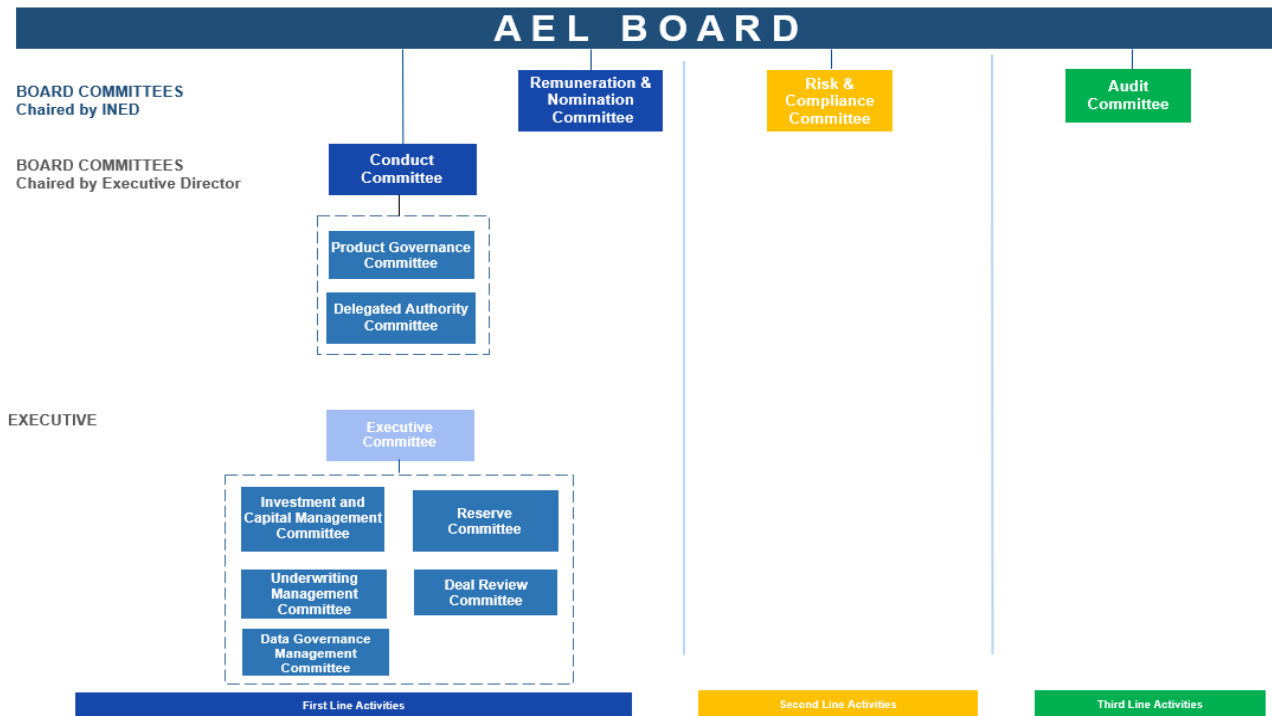 AEL BOARD
BOARD COMMITTEES
Chaired by INED
Remuneration &
Nomination
Committee
Risk &
Compliance
Committee
Audit
Committee
BOARD COMMITTEES
Chaired by Executive Director
Conduct
Committee
Product Governance
Committee
Delegated Authority
Committee
EXECUTIVE
Executive
Committee
Investment and
Capital Management
Committee
Reserve
Committee
Underwriting
Management
Committee
Deal Review
Committee
Data Governance
Management
Committee
First Line Activities
Second Line Activities
Third Line Activities